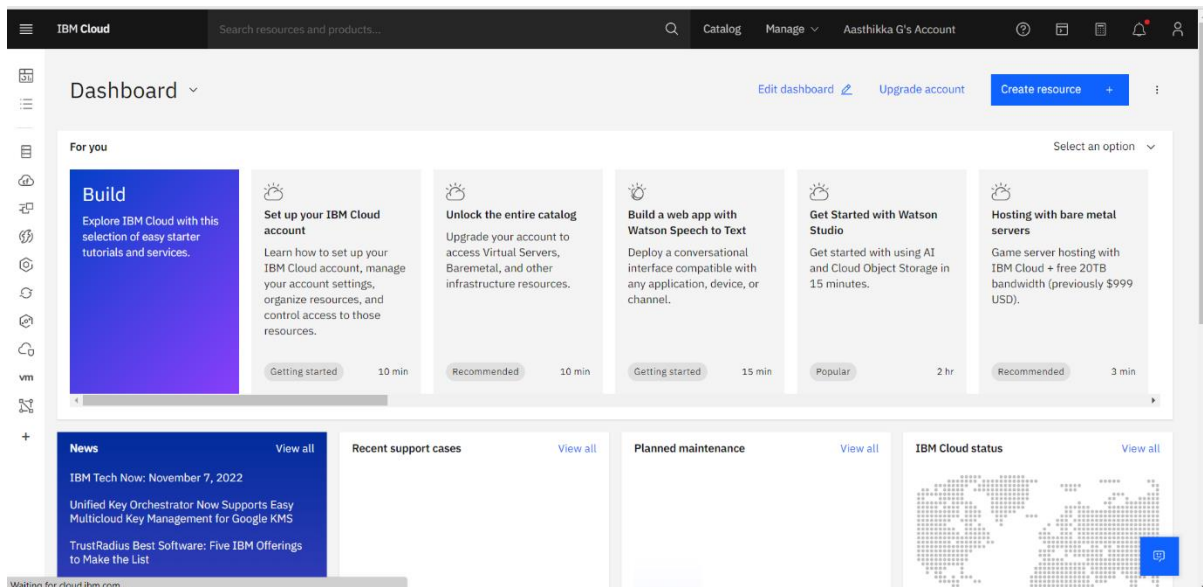 IBM Cloud
Search resources and products...
Catalog
Manage
Aasthikka G's Account
Dashboard
Edit dashboard
Upgrade account
Create resource +
For you
Select an option
Build
Explore IBM Cloud with this
selection of easy starter
tutorials and services.
Set up your IBM Cloud
account
Learn how to set up your
IBM Cloud account, manage
your account settings,
organize resources, and
control access to those
resources.
Getting started
10 min
Unlock the entire catalog
Upgrade your account to
access Virtual Servers,
Baremetal, and other
infrastructure resources.
Recommended
10 min
Build a web app with
Watson Speech to Text
Deploy a conversational
interface compatible with
any application, device, or
channel.
Getting started
15 min
Get Started with Watson
Studio
Get started with using AI
and Cloud Object Storage in
15 minutes.
Popular
2 hr
Hosting with bare metal
servers
Game server hosting with
IBM Cloud + free 20TB
bandwidth (previously $999
USD).
Recommended
3 min
vm
News
View all
IBM Tech Now: November 7, 2022
Unified Key Orchestrator Now Supports Easy
Multicloud Key Management for Google KMS
TrustRadius Best Software: Five IBM Offerings
to Make the List
Recent support cases
View all
Planned maintenance
View all
IBM Cloud status
View all
Waiting for cloud.ibm.com